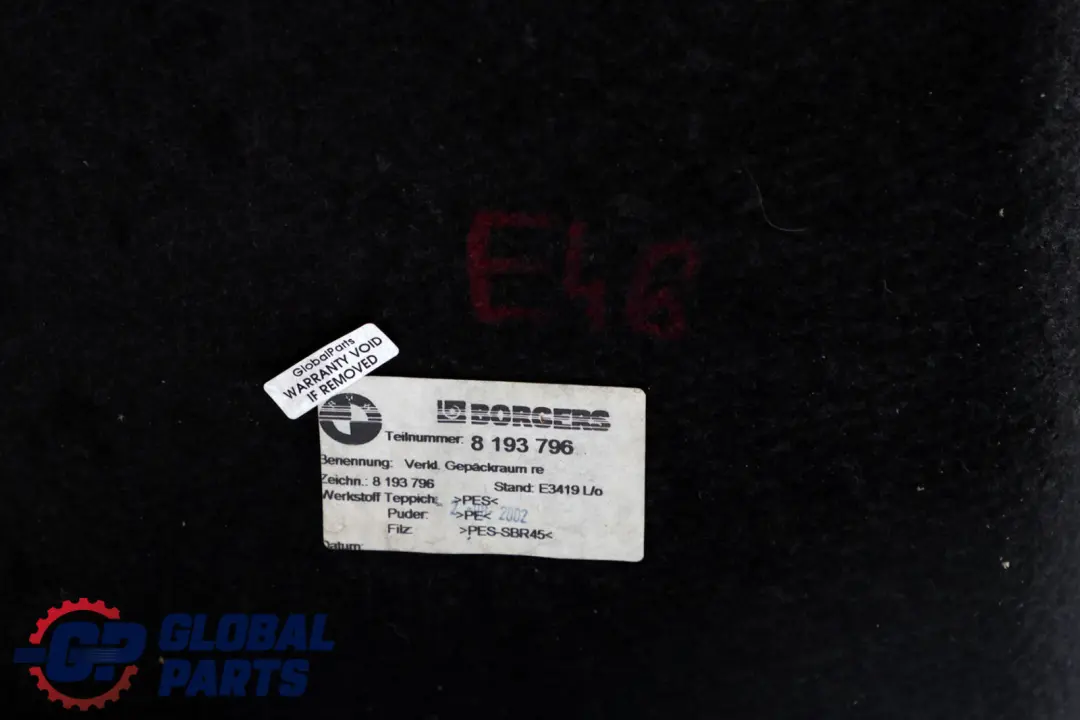 E46
GlobalParts
WARRANTY VOID
IF REMOVED
BORGERS
Teilnummer: 8 193 796
Benennung: Verkl. Gepäckraum re
Zeichn.: 8 193 796 Stand: E3419 L/o
Werkstoff Teppich: >PES<
Puder: >PE< 2002
Filz: >PES-SBR45<
Datum:
GP GLOBAL
PARTS